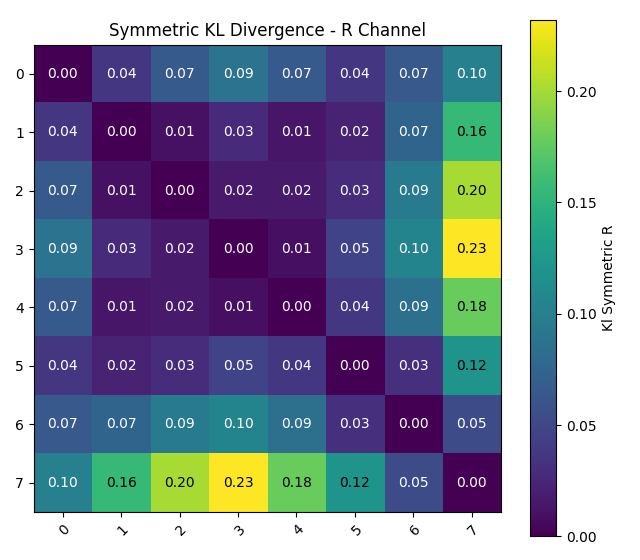 Symmetric KL Divergence - R Channel
0 0.00 0.04 0.07 0.09 0.07 0.04 0.07 0.10
1 0.04 0.00 0.01 0.03 0.01 0.02 0.07 0.16
2 0.07 0.01 0.00 0.02 0.02 0.03 0.09 0.20
3 0.09 0.03 0.02 0.00 0.01 0.05 0.10 0.23
4 0.07 0.01 0.02 0.01 0.00 0.04 0.09 0.18
5 0.04 0.02 0.03 0.05 0.04 0.00 0.03 0.12
6 0.07 0.07 0.09 0.10 0.09 0.03 0.00 0.05
7 0.10 0.16 0.20 0.23 0.18 0.12 0.05 0.00
0 1 2 3 4 5 6 7
0.20
0.15
0.10
0.05
0.00
Kl Symmetric R